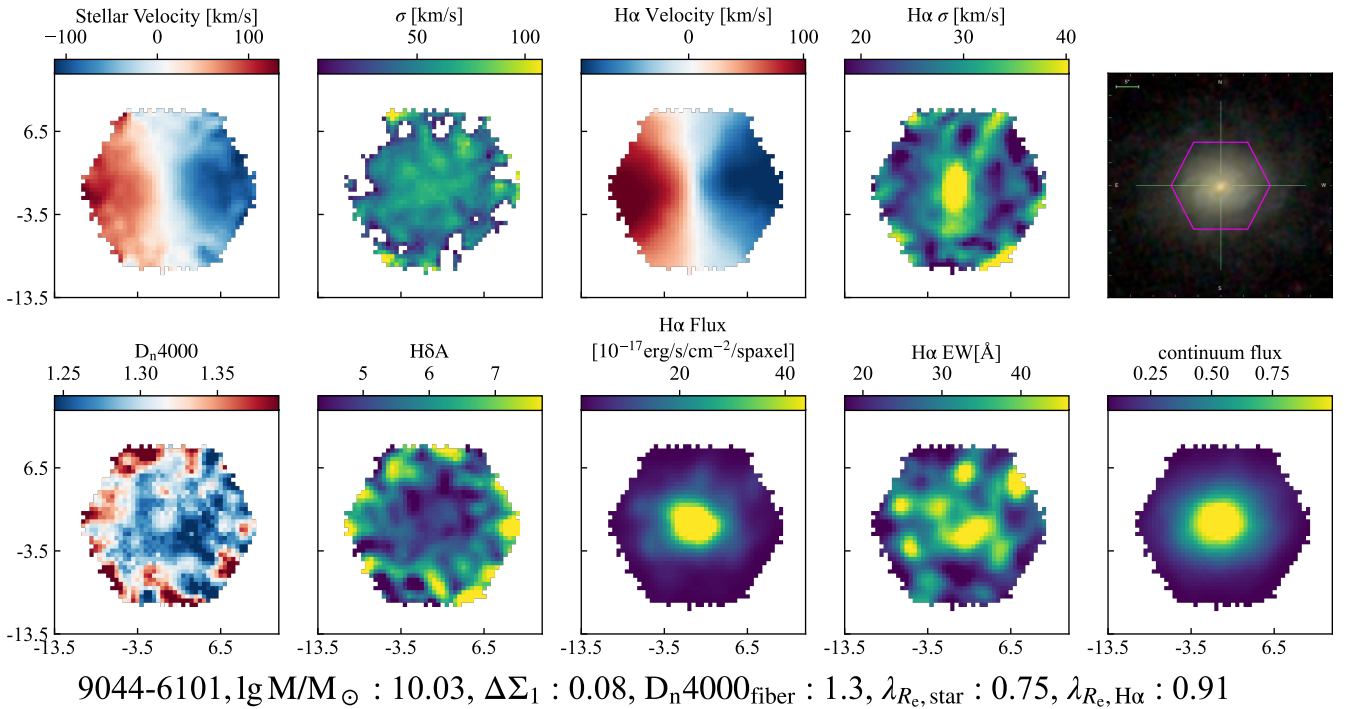 Stellar Velocity [km/s]
σ [km/s]
Hα Velocity [km/s]
Hα σ [km/s]
−100 0 100
50 100
0 100
20 30 40
6.5
-3.5
-13.5
5"
N
E
W
S
Hα Flux
Dn4000
HδA
[10⁻¹⁷erg/s/cm⁻²/spaxel]
Hα EW[Å]
continuum flux
1.25 1.30 1.35
5 6 7
20 40
20 30 40
0.25 0.50 0.75
6.5
-3.5
-13.5
-13.5 -3.5 6.5
-3.5 6.5
-3.5 6.5
-3.5 6.5
-13.5 -3.5 6.5
9044-6101, lg M/M⊙ : 10.03, ΔΣ₁ : 0.08, Dn4000fiber : 1.3, λRe,star : 0.75, λRe,Hα : 0.91